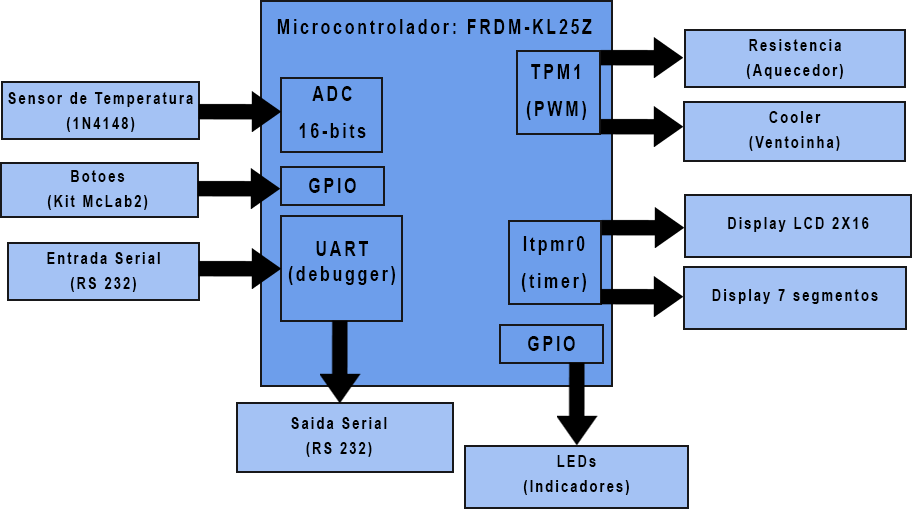 Microcontrolador: FRDM-KL25Z
Sensor de Temperatura
(1N4148)
ADC
16-bits
Botoes
(Kit McLab2)
GPIO
Entrada Serial
(RS 232)
UART
(debugger)
TPM1
(PWM)
Resistencia
(Aquecedor)
Cooler
(Ventoinha)
ltpmr0
(timer)
Display LCD 2X16
Display 7 segmentos
GPIO
Saida Serial
(RS 232)
LEDs
(Indicadores)